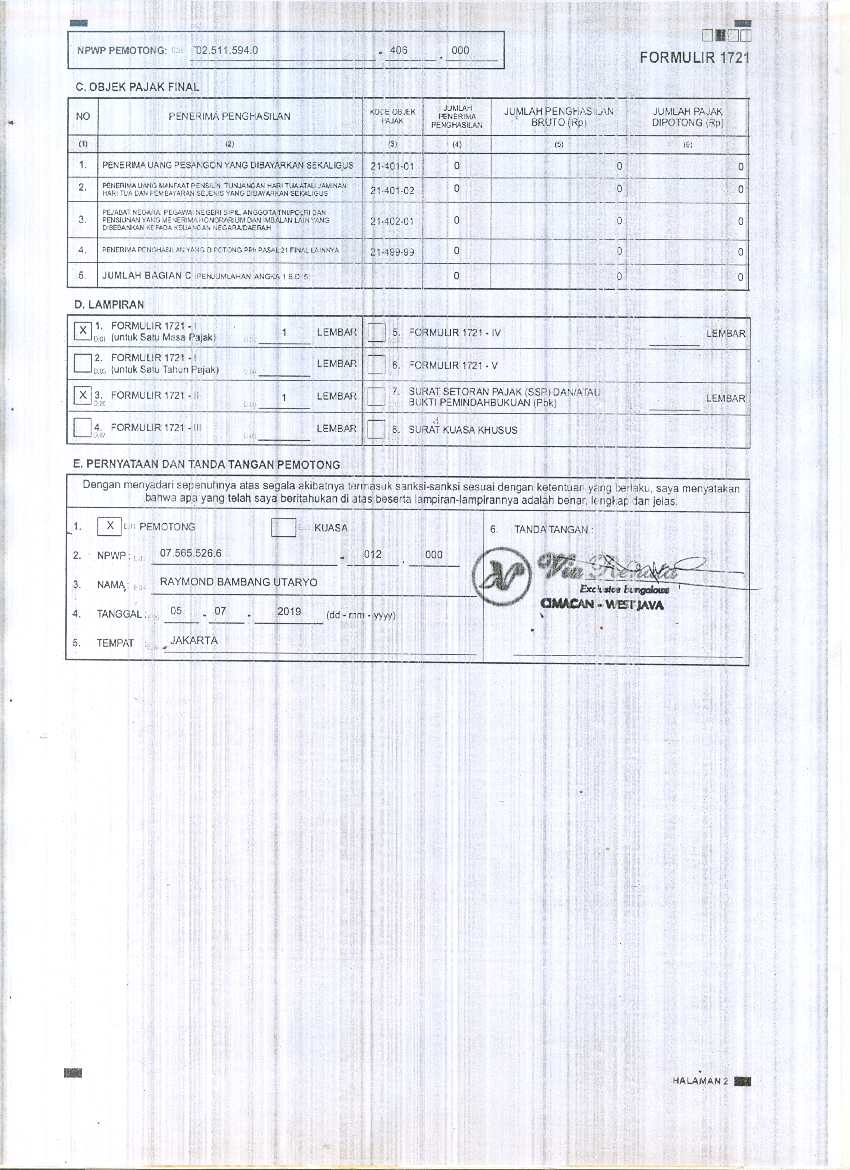 NPWP PEMOTONG: 02.511.594.0 - 406 . 000
FORMULIR 1721
C. OBJEK PAJAK FINAL
NO PENERIMA PENGHASILAN KODE OBJEK PAJAK JUMLAH PENERIMA PENGHASILAN JUMLAH PENGHASILAN BRUTO (Rp) JUMLAH PAJAK DIPOTONG (Rp)
(1) (2) (3) (4) (5) (6)
1. PENERIMA UANG PESANGON YANG DIBAYARKAN SEKALIGUS 21-401-01 0 0 0
2. PENERIMA UANG MANFAAT PENSIUN, TUNJANGAN HARI TUA ATAU JAMINAN HARI TUA DAN PEMBAYARAN SEJENIS YANG DIBAYARKAN SEKALIGUS 21-401-02 0 0 0
3. PEJABAT NEGARA, PEGAWAI NEGERI SIPIL, ANGGOTA TNI/POLRI DAN PENSIUNAN YANG MENERIMA HONORARIUM DAN IMBALAN LAIN YANG DIBEBANKAN KEPADA KEUANGAN NEGARA/DAERAH 21-402-01 0 0 0
4. PENERIMA PENGHASILAN YANG DIPOTONG PPh PASAL 21 FINAL LAINNYA 21-499-99 0 0 0
5. JUMLAH BAGIAN C (PENJUMLAHAN ANGKA 1 S.D. 5) 0 0 0
D. LAMPIRAN
X 1. FORMULIR 1721 - I (untuk Satu Masa Pajak) 1 LEMBAR
2. FORMULIR 1721 - I (untuk Satu Tahun Pajak) LEMBAR
X 3. FORMULIR 1721 - II 1 LEMBAR
4. FORMULIR 1721 - III LEMBAR
5. FORMULIR 1721 - IV LEMBAR
6. FORMULIR 1721 - V
7. SURAT SETORAN PAJAK (SSP) DAN/ATAU BUKTI PEMINDAHBUKUAN (Pbk) LEMBAR
8. SURAT KUASA KHUSUS
E. PERNYATAAN DAN TANDA TANGAN PEMOTONG
Dengan menyadari sepenuhnya atas segala akibatnya termasuk sanksi-sanksi sesuai dengan ketentuan yang berlaku, saya menyatakan
bahwa apa yang telah saya beritahukan di atas beserta lampiran-lampirannya adalah benar, lengkap dan jelas.
1. X PEMOTONG KUASA
2. NPWP : 07.565.526.6 - 012 . 000
3. NAMA : RAYMOND BAMBANG UTARYO
4. TANGGAL : 05 - 07 - 2019 (dd - mm - yyyy)
5. TEMPAT : JAKARTA
6. TANDA TANGAN :
Via Renata
Exclusive Bungalows
CIMACAN - WEST JAVA
HALAMAN 2